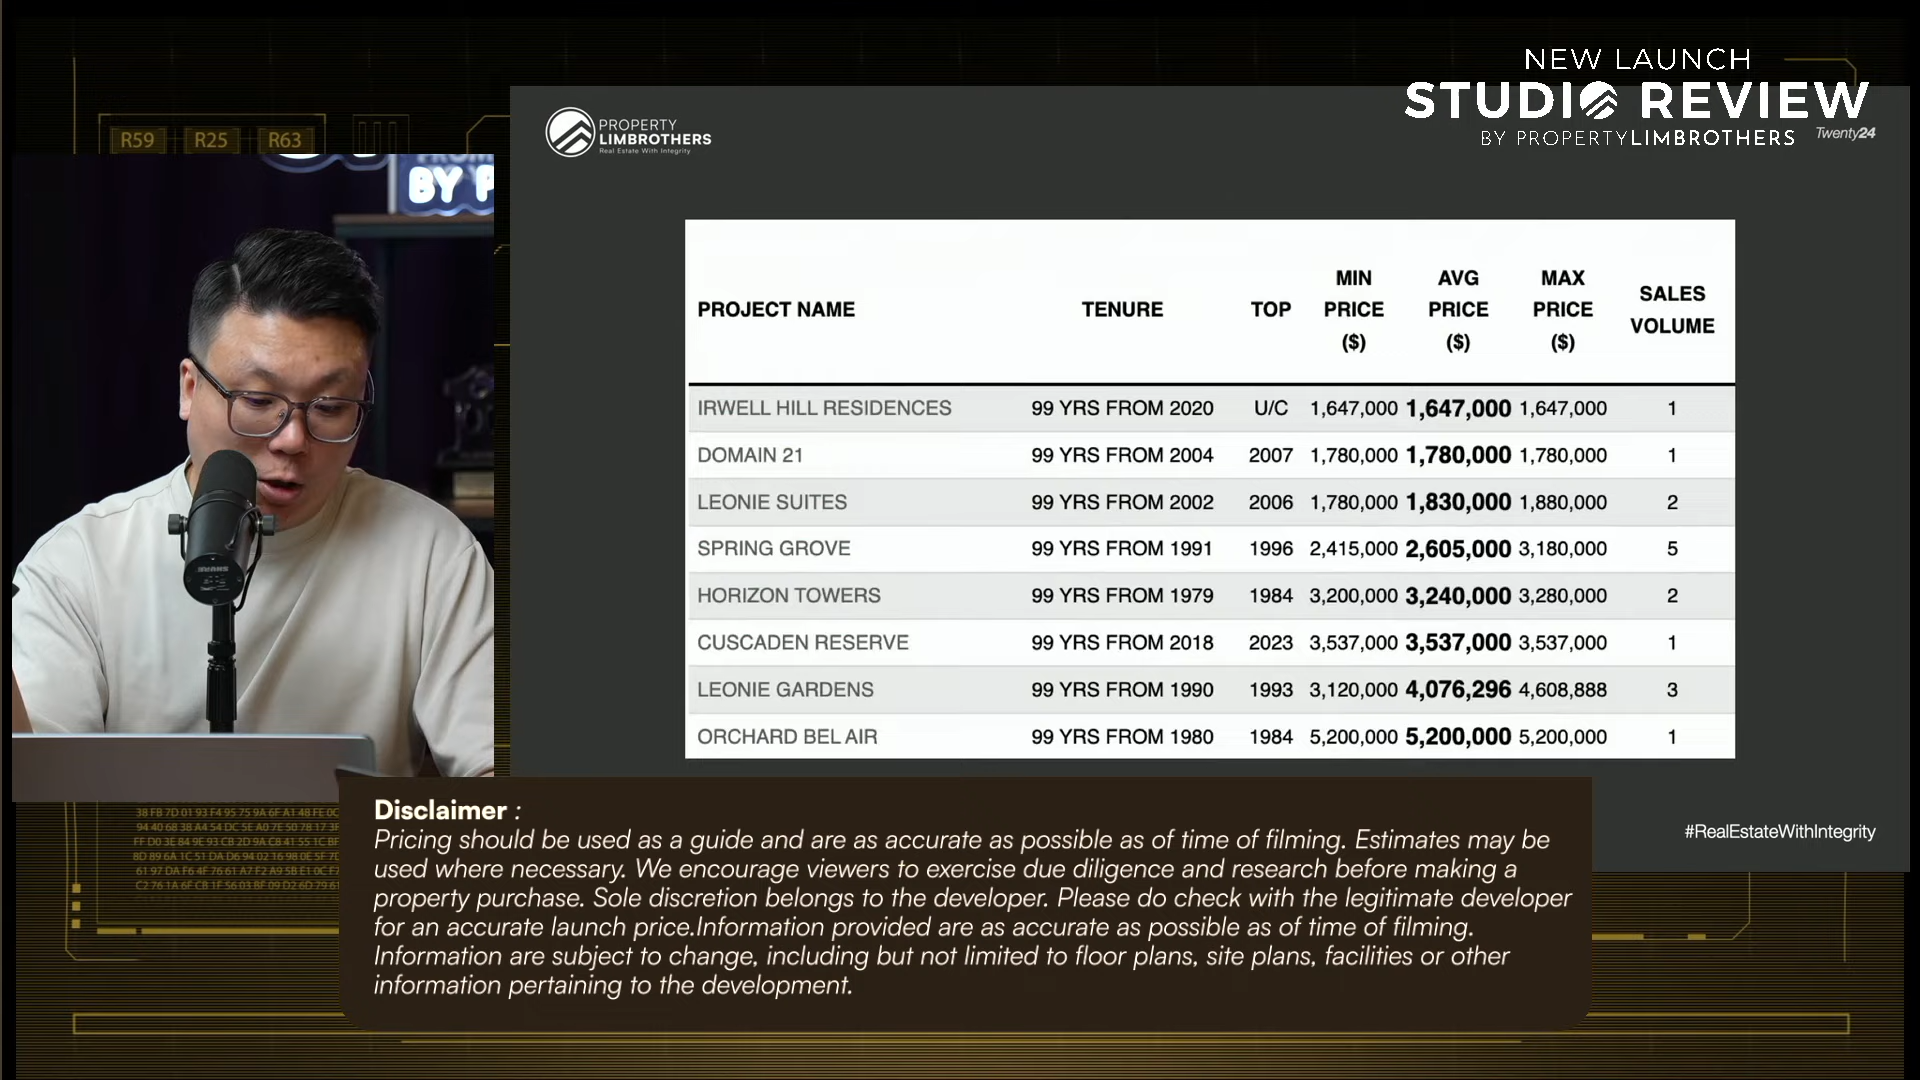 NEW LAUNCH
STUDIO REVIEW
BY PROPERTYLIMBROTHERS Twenty24
R59 R25 R63
PROPERTY
LIMBROTHERS
Real Estate With Integrity
BY P
PROJECT NAME TENURE TOP MIN PRICE ($) AVG PRICE ($) MAX PRICE ($) SALES VOLUME
IRWELL HILL RESIDENCES 99 YRS FROM 2020 U/C 1,647,000 1,647,000 1,647,000 1
DOMAIN 21 99 YRS FROM 2004 2007 1,780,000 1,780,000 1,780,000 1
LEONIE SUITES 99 YRS FROM 2002 2006 1,780,000 1,830,000 1,880,000 2
SPRING GROVE 99 YRS FROM 1991 1996 2,415,000 2,605,000 3,180,000 5
HORIZON TOWERS 99 YRS FROM 1979 1984 3,200,000 3,240,000 3,280,000 2
CUSCADEN RESERVE 99 YRS FROM 2018 2023 3,537,000 3,537,000 3,537,000 1
LEONIE GARDENS 99 YRS FROM 1990 1993 3,120,000 4,076,296 4,608,888 3
ORCHARD BEL AIR 99 YRS FROM 1980 1984 5,200,000 5,200,000 5,200,000 1
#RealEstateWithIntegrity
Disclaimer :
Pricing should be used as a guide and are as accurate as possible as of time of filming. Estimates may be
used where necessary. We encourage viewers to exercise due diligence and research before making a
property purchase. Sole discretion belongs to the developer. Please do check with the legitimate developer
for an accurate launch price.Information provided are as accurate as possible as of time of filming.
Information are subject to change, including but not limited to floor plans, site plans, facilities or other
information pertaining to the development.